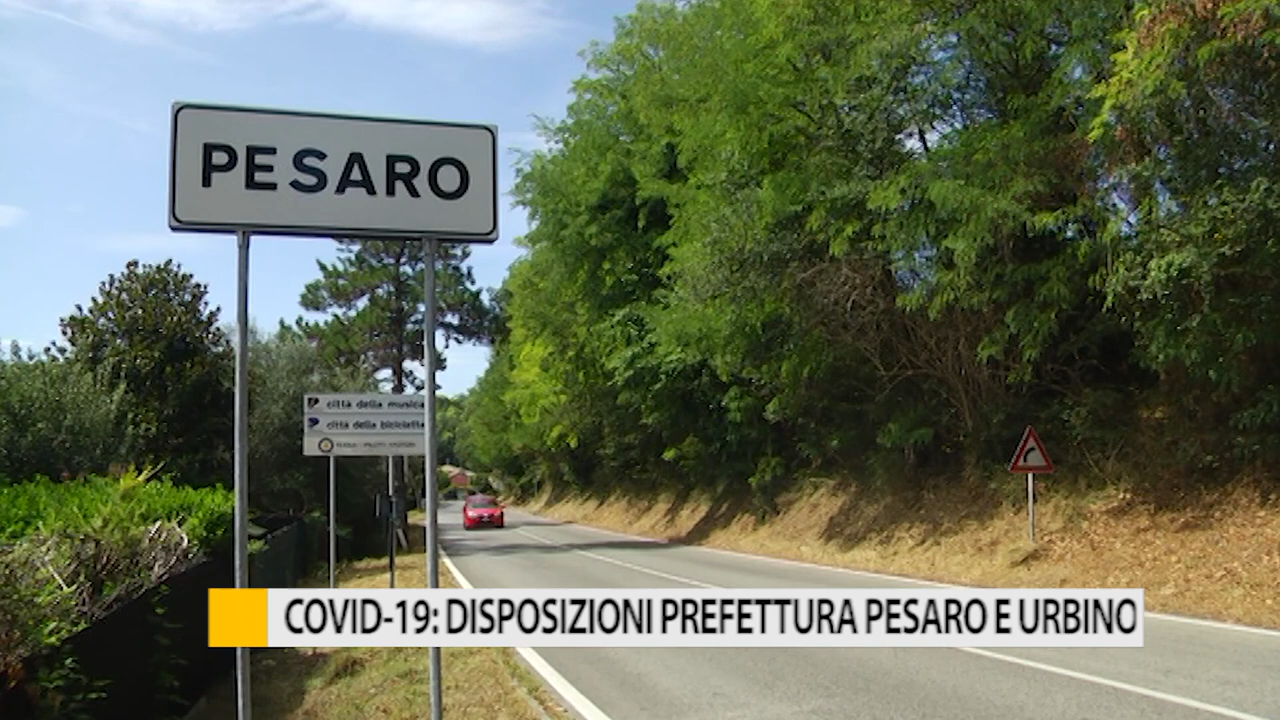 PESARO
città della musica
città della bicicletta
COVID-19: DISPOSIZIONI PREFETTURA PESARO E URBINO